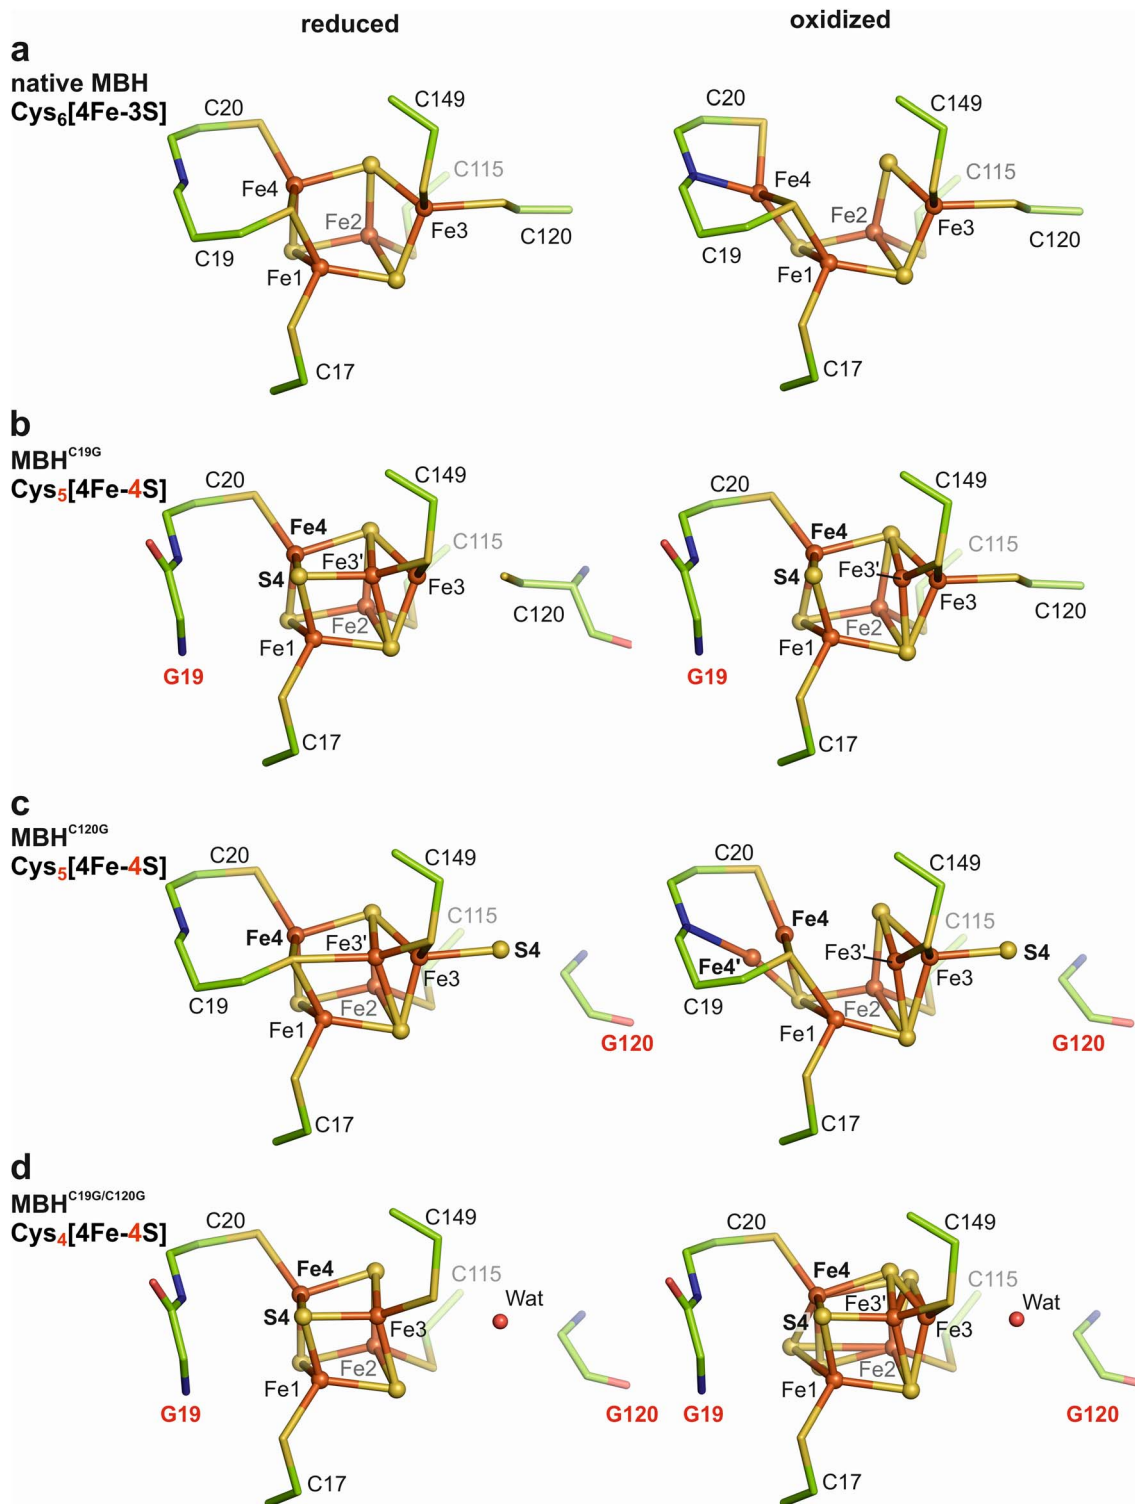 reduced
oxidized
a
native MBH
Cys6[4Fe-3S]
C20
C149
C115
Fe4
Fe2
Fe3
C120
C19
Fe1
C17
C20
C149
C115
Fe4
Fe2
Fe3
C120
C19
Fe1
C17
b
MBHC19G
Cys5[4Fe-4S]
C20
C149
C115
Fe4
Fe3'
S4
Fe3
C120
Fe2
Fe1
G19
C17
C20
C149
C115
Fe4
Fe3'
S4
Fe3
C120
Fe2
Fe1
G19
C17
c
MBHC120G
Cys5[4Fe-4S]
C20
C149
C115
Fe4
Fe3'
S4
Fe3
C19
Fe2
Fe1
G120
C17
C20
C149
C115
Fe4
Fe3'
S4
Fe4'
Fe3
C19
Fe2
Fe1
G120
C17
d
MBHC19G/C120G
Cys4[4Fe-4S]
C20
C149
C115
Fe4
Wat
S4
Fe3
Fe2
Fe1
G19
G120
C17
C20
C149
C115
Fe4
Fe3'
Wat
S4
Fe3
Fe2
Fe1
G19
G120
C17